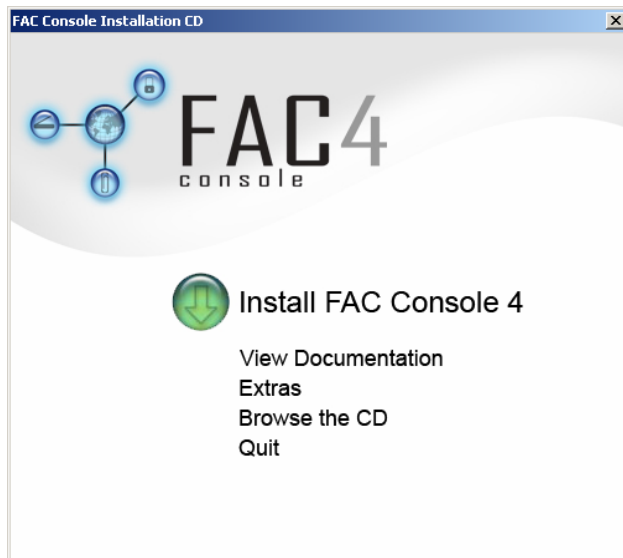 FAC Console Installation CD
FAC4
console
Install FAC Console 4
View Documentation
Extras
Browse the CD
Quit